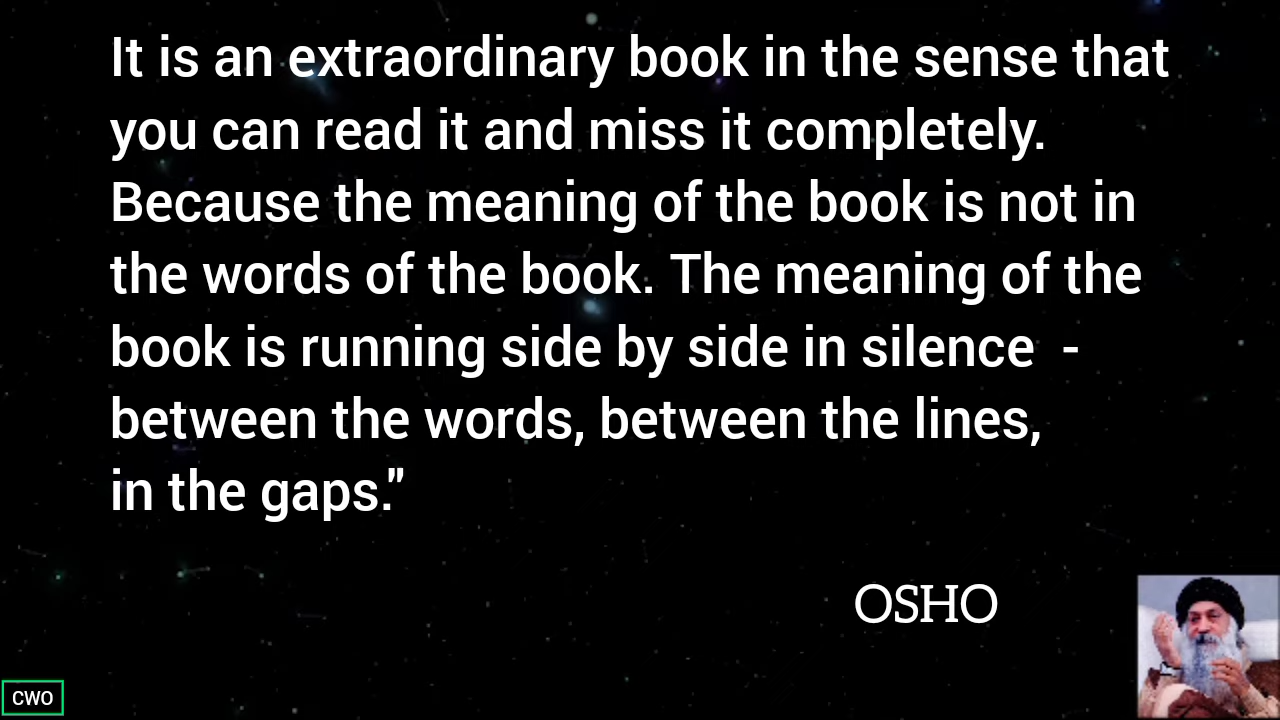 It is an extraordinary book in the sense that
you can read it and miss it completely.
Because the meaning of the book is not in
the words of the book. The meaning of the
book is running side by side in silence  -
between the words, between the lines,
in the gaps."
OSHO
CWO